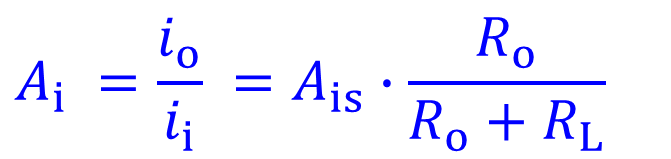 A_i = i_o / i_i = A_is · R_o / (R_o + R_L)